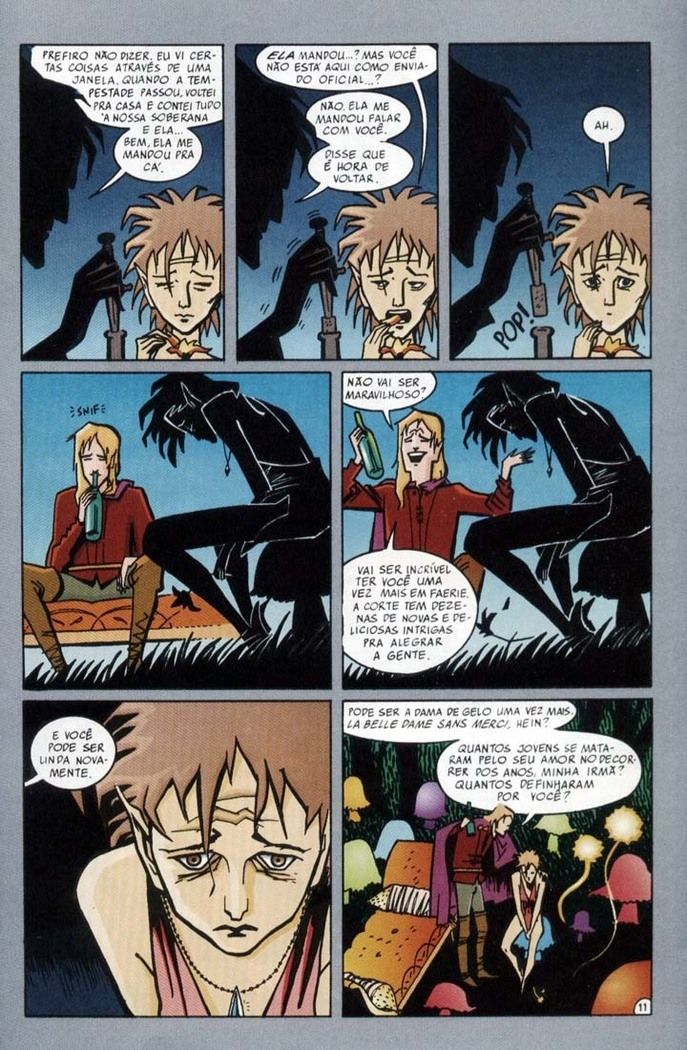 PREFIRO NÃO DIZER. EU VI CER-
TAS COISAS ATRAVÉS DE UMA
JANELA. QUANDO A TEM-
PESTADE PASSOU, VOLTEI
PRA CASA E CONTEI TUDO
'A NOSSA SOBERANA
E ELA...
BEM, ELA ME
MANDOU PRA
CÁ.
ELA MANDOU...? MAS VOCÊ
NÃO ESTÁ AQUI COMO ENVIA-
DO OFICIAL...?
NÃO. ELA ME
MANDOU FALAR
COM VOCÊ.
DISSE QUE
É HORA DE
VOLTAR.
AH.
POP!
SNIF
NÃO VAI SER
MARAVILHOSO?
VAI SER INCRÍVEL
TER VOCÊ UMA
VEZ MAIS EM FAERIE.
A CORTE TEM DEZE-
NAS DE NOVAS E DE-
LICIOSAS INTRIGAS
PRA ALEGRAR
A GENTE.
E VOCÊ
PODE SER
LINDA NOVA-
MENTE.
PODE SER A DAMA DE GELO UMA VEZ MAIS.
LA BELLE DAME SANS MERCI, HEIN?
QUANTOS JOVENS SE MATA-
RAM PELO SEU AMOR NO DECOR-
RER DOS ANOS, MINHA IRMÃ?
QUANTOS DEFINHARAM
POR VOCÊ?
11